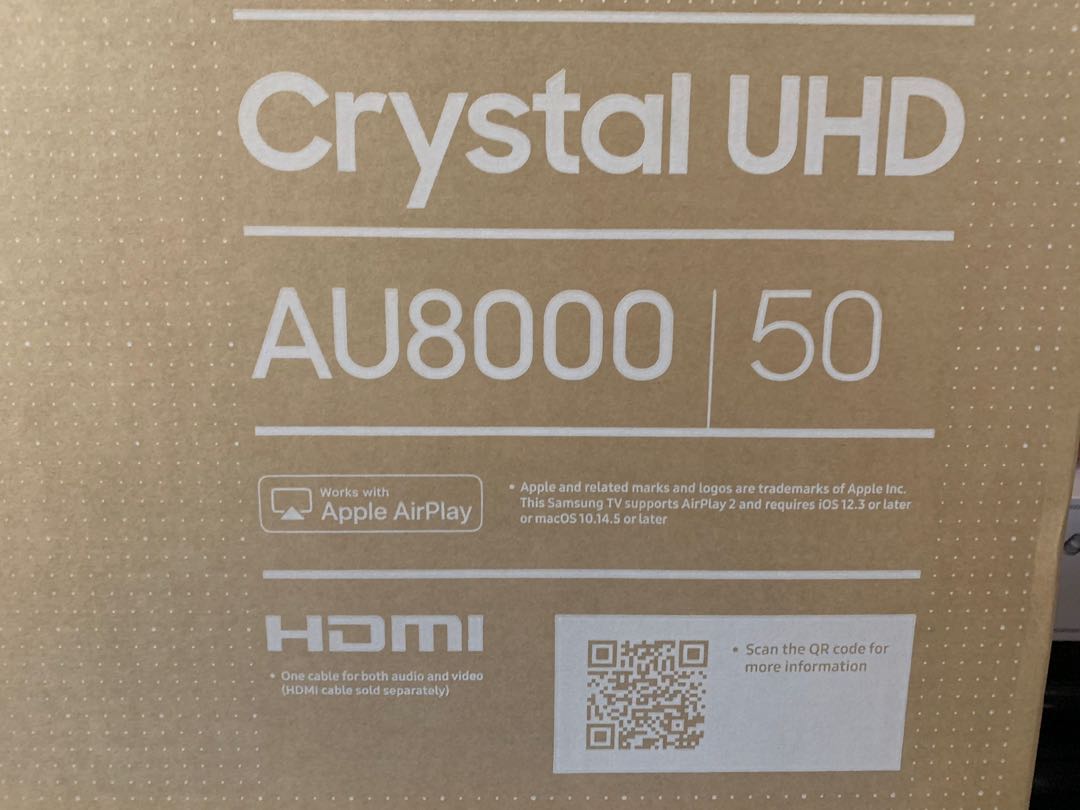 Crystal UHD
AU8000 | 50
Works with
Apple AirPlay
• Apple and related marks and logos are trademarks of Apple Inc.
This Samsung TV supports AirPlay 2 and requires iOS 12.3 or later
or macOS 10.14.5 or later
HDMI
• One cable for both audio and video
(HDMI cable sold separately)
• Scan the QR code for
more information